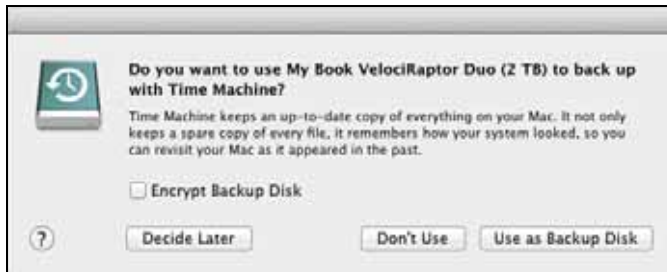 Do you want to use My Book VelociRaptor Duo (2 TB) to back up
with Time Machine?
Time Machine keeps an up-to-date copy of everything on your Mac. It not only
keeps a spare copy of every file, it remembers how your system looked, so you
can revisit your Mac as it appeared in the past.
Encrypt Backup Disk
? Decide Later Don't Use Use as Backup Disk